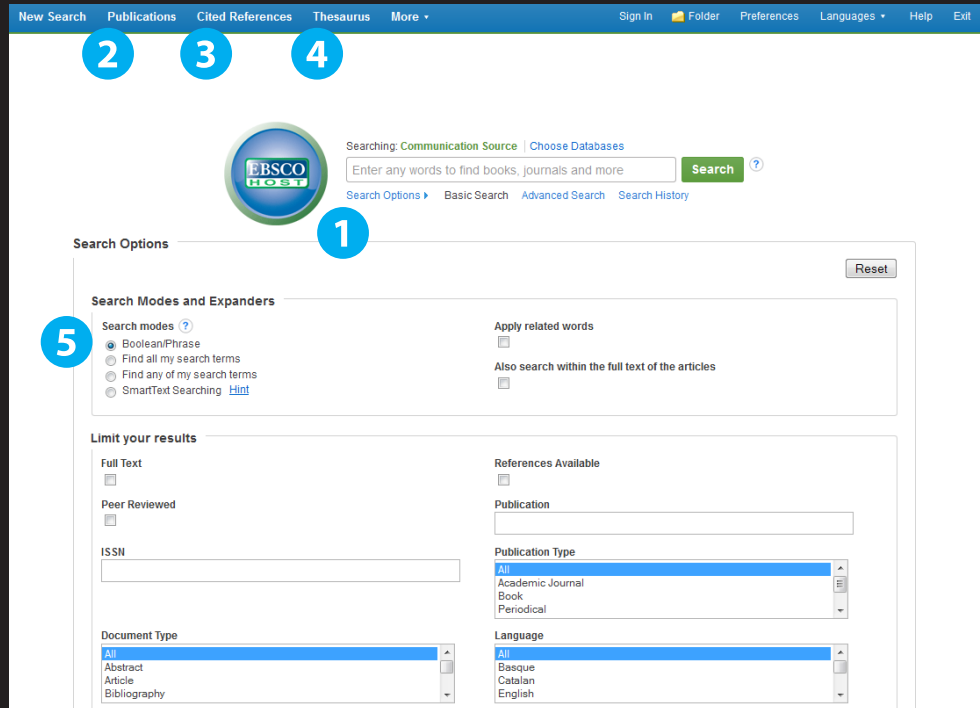 New Search Publications Cited References Thesaurus More Sign In Folder Preferences Languages Help Exit
2 3 4
Searching: Communication Source Choose Databases
EBSCO
HOST
Enter any words to find books, journals and more Search ?
Search Options Basic Search Advanced Search Search History
1
Search Options
Reset
Search Modes and Expanders
5
Search modes ?
Boolean/Phrase
Find all my search terms
Find any of my search terms
SmartText Searching Hint
Apply related words
Also search within the full text of the articles
Limit your results
Full Text
References Available
Peer Reviewed
Publication
ISSN
Publication Type
All
Academic Journal
Book
Periodical
Document Type
All
Abstract
Article
Bibliography
Language
All
Basque
Catalan
English